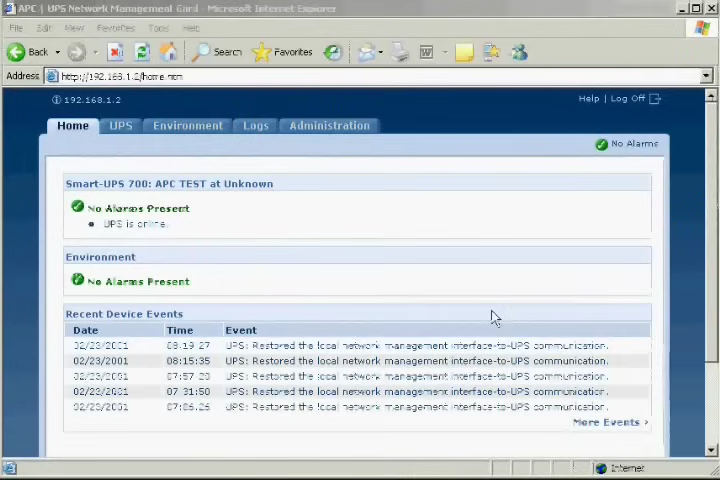 APC | UPS Network Management Card - Microsoft Internet Explorer
File Edit View Favorites Tools Help
Back Search Favorites
Address http://192.168.1.2/home.htm
192.168.1.2 Help | Log Off
Home UPS Environment Logs Administration
No Alarms
Smart-UPS 700: APC TEST at Unknown
No Alarms Present
UPS is online.
Environment
No Alarms Present
Recent Device Events
Date Time Event
02/23/2001 08:19:27 UPS: Restored the local network management interface-to-UPS communication.
02/23/2001 08:15:35 UPS: Restored the local network management interface-to-UPS communication.
02/23/2001 UPS: Restored the local network management interface-to-UPS communication.
02/23/2001 07:31:50 UPS: Restored the local network management interface-to-UPS communication.
02/23/2001 UPS: Restored the local network management interface-to-UPS communication.
More Events >
Internet